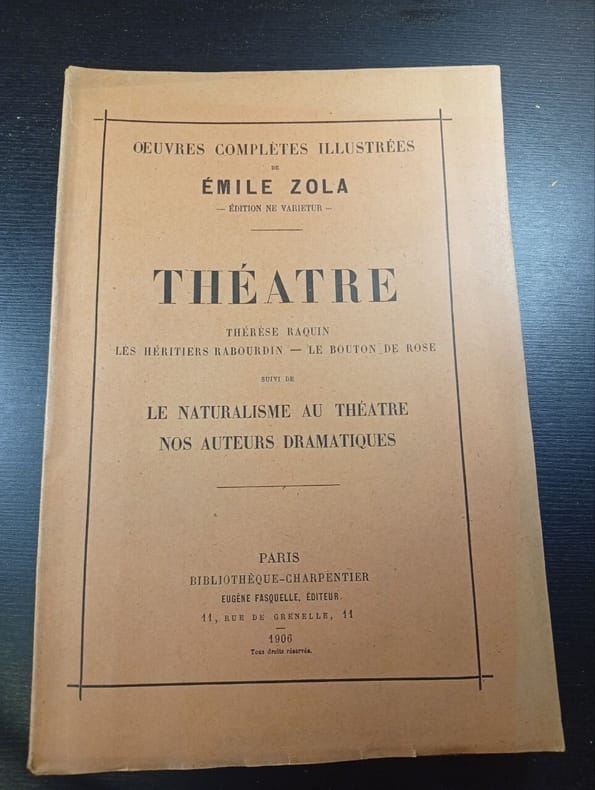 OEUVRES COMPLÈTES ILLUSTRÉES
DE
ÉMILE ZOLA
— ÉDITION NE VARIETUR —
THÉATRE
THÉRÈSE RAQUIN
LES HÉRITIERS RABOURDIN — LE BOUTON DE ROSE
SUIVI DE
LE NATURALISME AU THÉATRE
NOS AUTEURS DRAMATIQUES
PARIS
BIBLIOTHÈQUE-CHARPENTIER
EUGÈNE FASQUELLE, ÉDITEUR
11, RUE DE GRENELLE, 11
1906
Tous droits réservés.